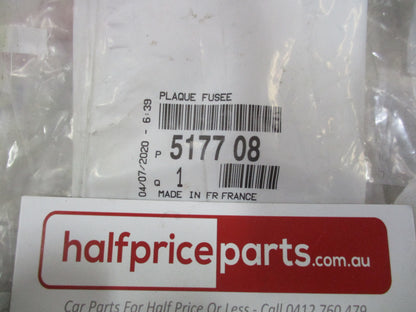 PLAQUE FUSEE
04/07/2020 - 6:39
P 5177 08
Q 1
MADE IN FR FRANCE
halfpriceparts.com.au
Car Parts For Half Price Or Less - Call 0412 760 479